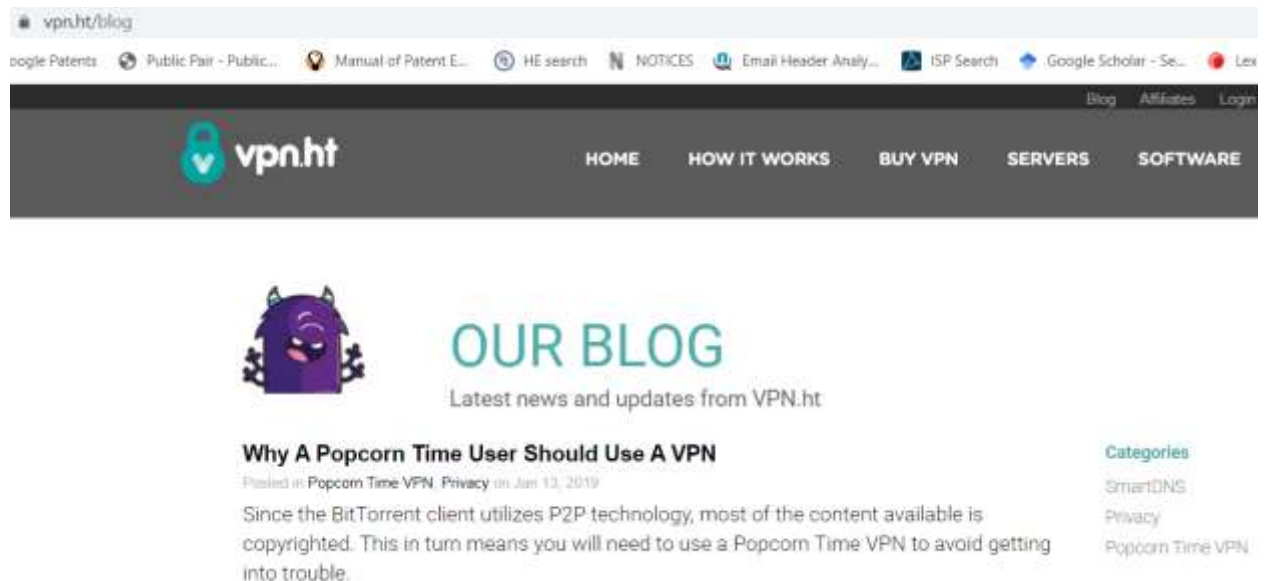 vpn.ht/blog
oogle Patents Public Pair - Public... Manual of Patent E... HE search NOTICES Email Header Analy... ISP Search Google Scholar - Se... Lex
Blog Affiliates Login
vpn.ht HOME HOW IT WORKS BUY VPN SERVERS SOFTWARE
OUR BLOG
Latest news and updates from VPN.ht
Why A Popcorn Time User Should Use A VPN
Posted in Popcorn Time VPN, Privacy on Jan 13, 2019
Since the BitTorrent client utilizes P2P technology, most of the content available is
copyrighted. This in turn means you will need to use a Popcorn Time VPN to avoid getting
into trouble.
Categories
SmartDNS
Privacy
Popcorn Time VPN